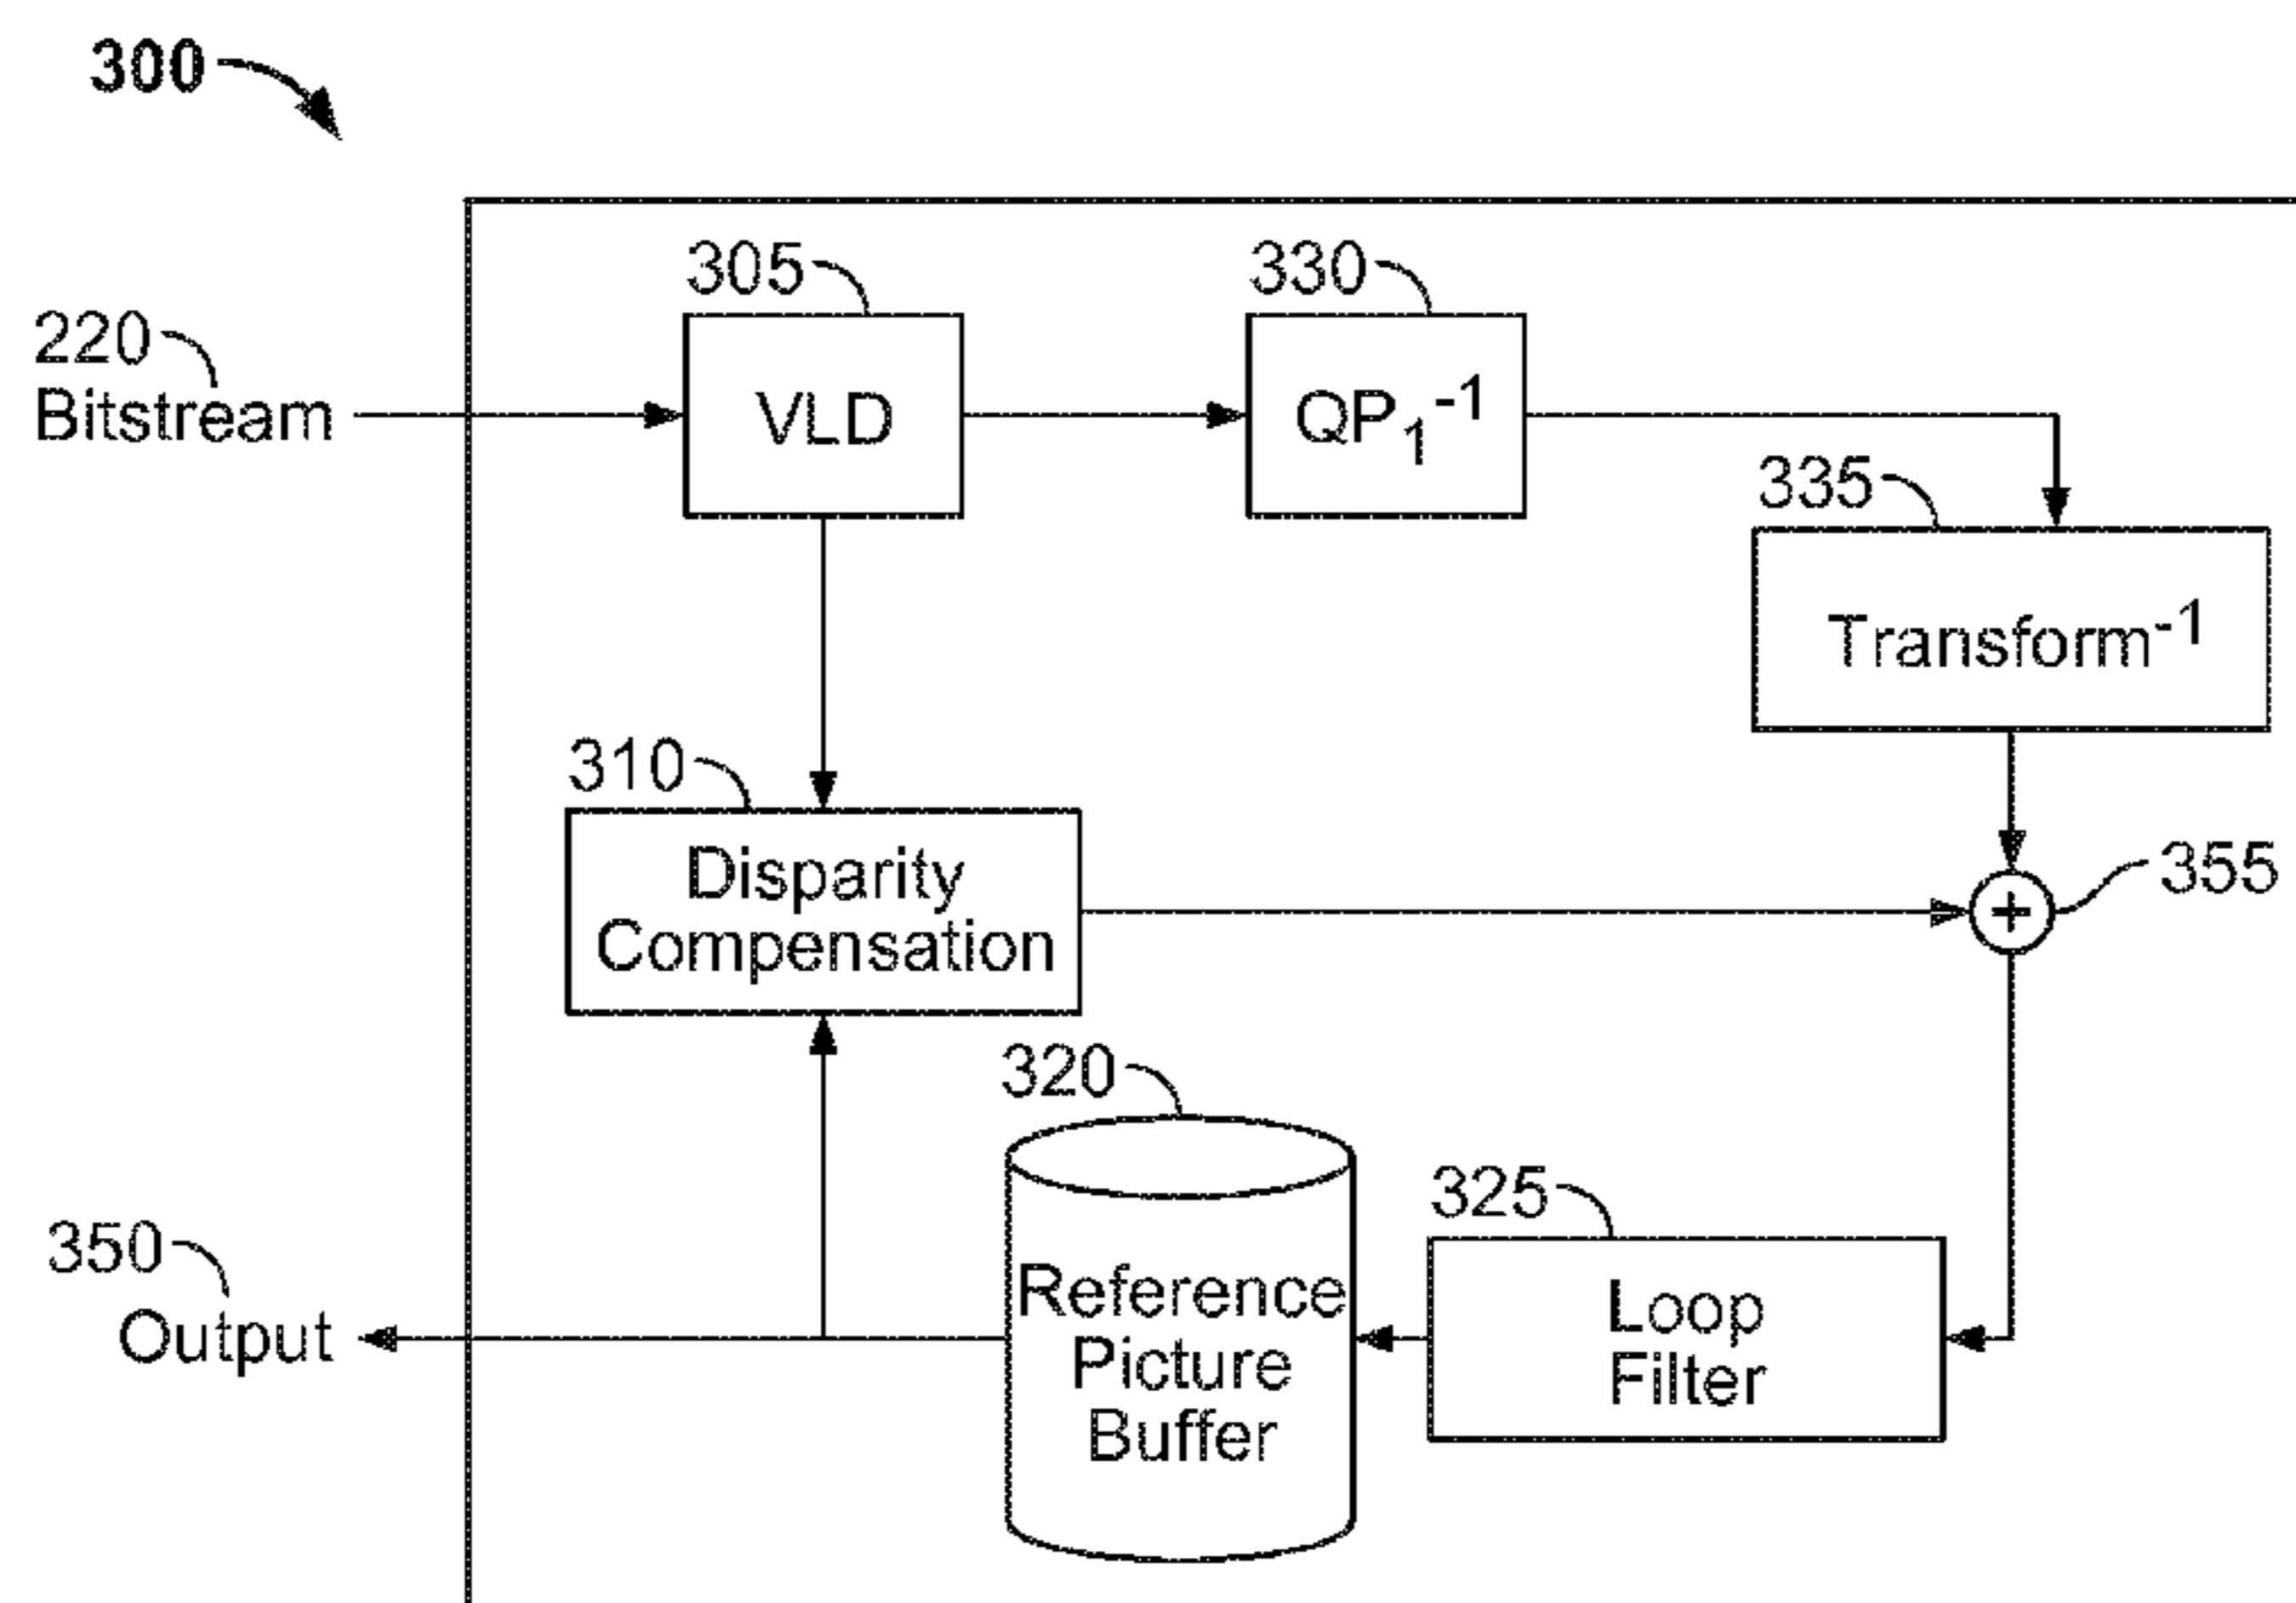 300
305
330
220
Bitstream
VLD
QP₁⁻¹
335
Transform⁻¹
310
Disparity
Compensation
+
355
320
325
350
Output
Reference
Picture
Buffer
Loop
Filter